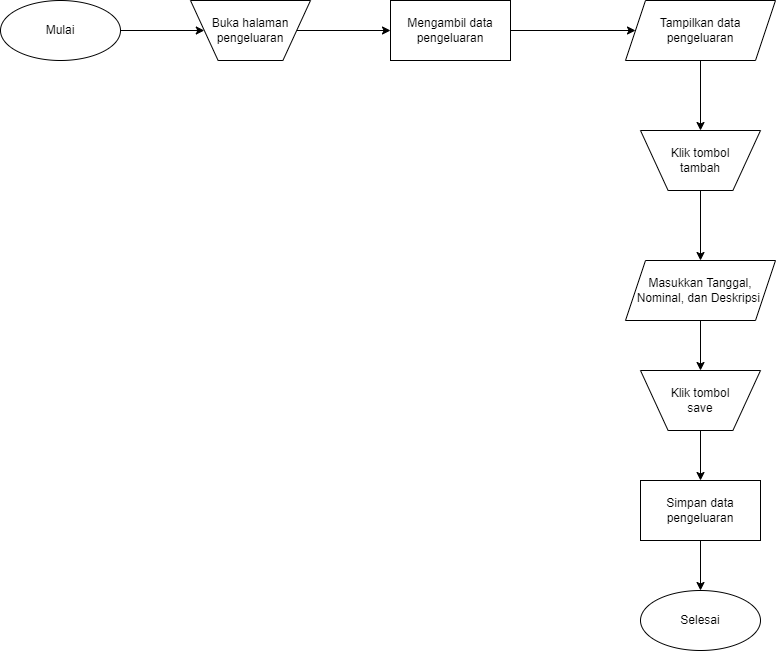 Mulai
Buka halaman
pengeluaran
Mengambil data
pengeluaran
Tampilkan data
pengeluaran
Klik tombol
tambah
Masukkan Tanggal,
Nominal, dan Deskripsi
Klik tombol
save
Simpan data
pengeluaran
Selesai